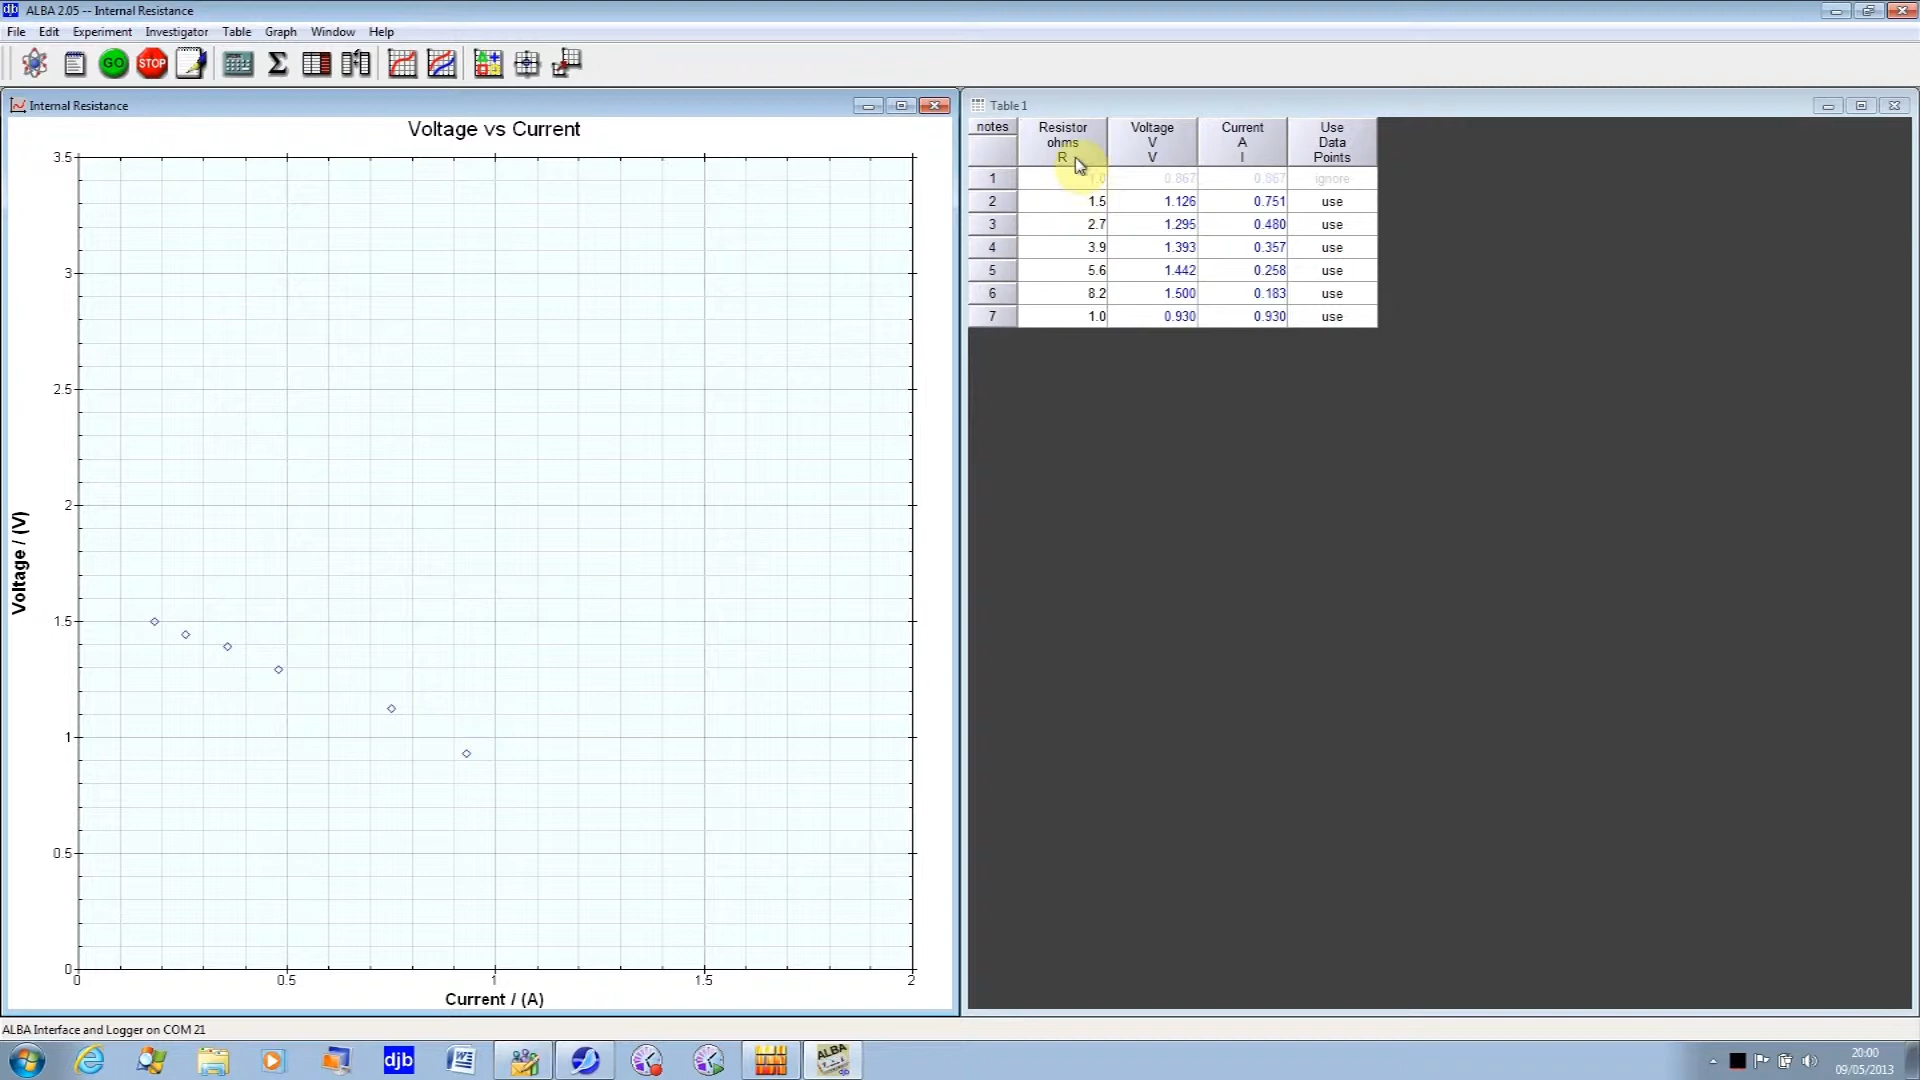 ALBA 2.05 -- Internal Resistance
File Edit Experiment Investigator Table Graph Window Help
GO STOP
Internal Resistance
Voltage vs Current
3.5
3
2.5
2
1.5
1
0.5
0
Voltage / (V)
0 0.5 1 1.5 2
Current / (A)
Table 1
notes Resistor Voltage Current Use
ohms V A Data
R V I Points
1 1.0 0.867 0.867 ignore
2 1.5 1.126 0.751 use
3 2.7 1.295 0.480 use
4 3.9 1.393 0.357 use
5 5.6 1.442 0.258 use
6 8.2 1.500 0.183 use
7 1.0 0.930 0.930 use
ALBA Interface and Logger on COM 21
djb
ALBA
20:00
09/05/2013